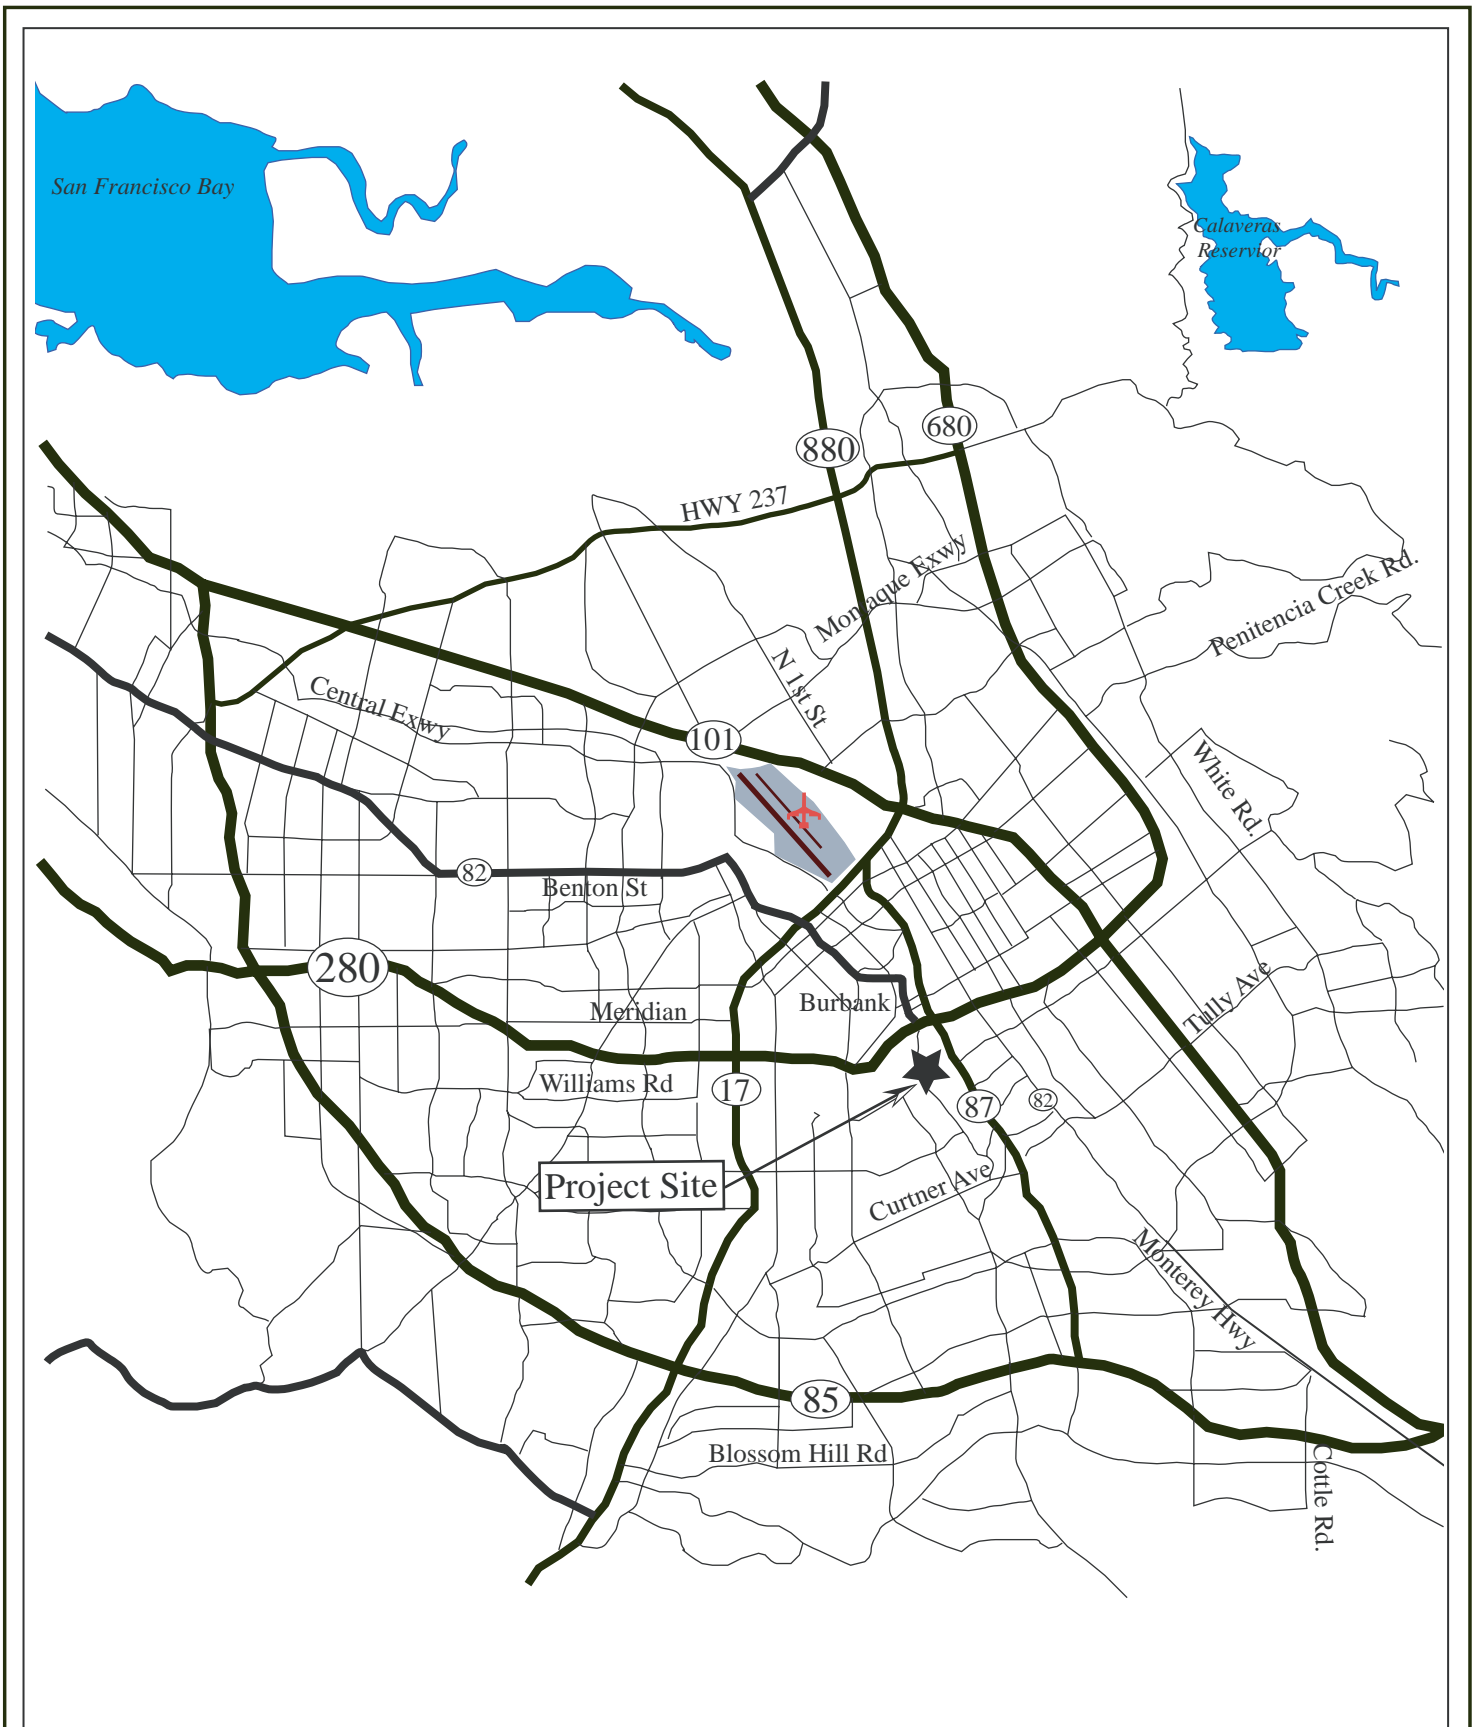 San Francisco Bay
Calaveras
Reservior
680
880
HWY 237
Montaque Exwy
Penitencia Creek Rd.
N 1st St
Central Exwy
101
White Rd.
82
Benton St
280
Tully Ave
Burbank
Meridian
Williams Rd
17
87
82
Project Site
Curtner Ave
Monterey Hwy
85
Blossom Hill Rd
Cottle Rd.